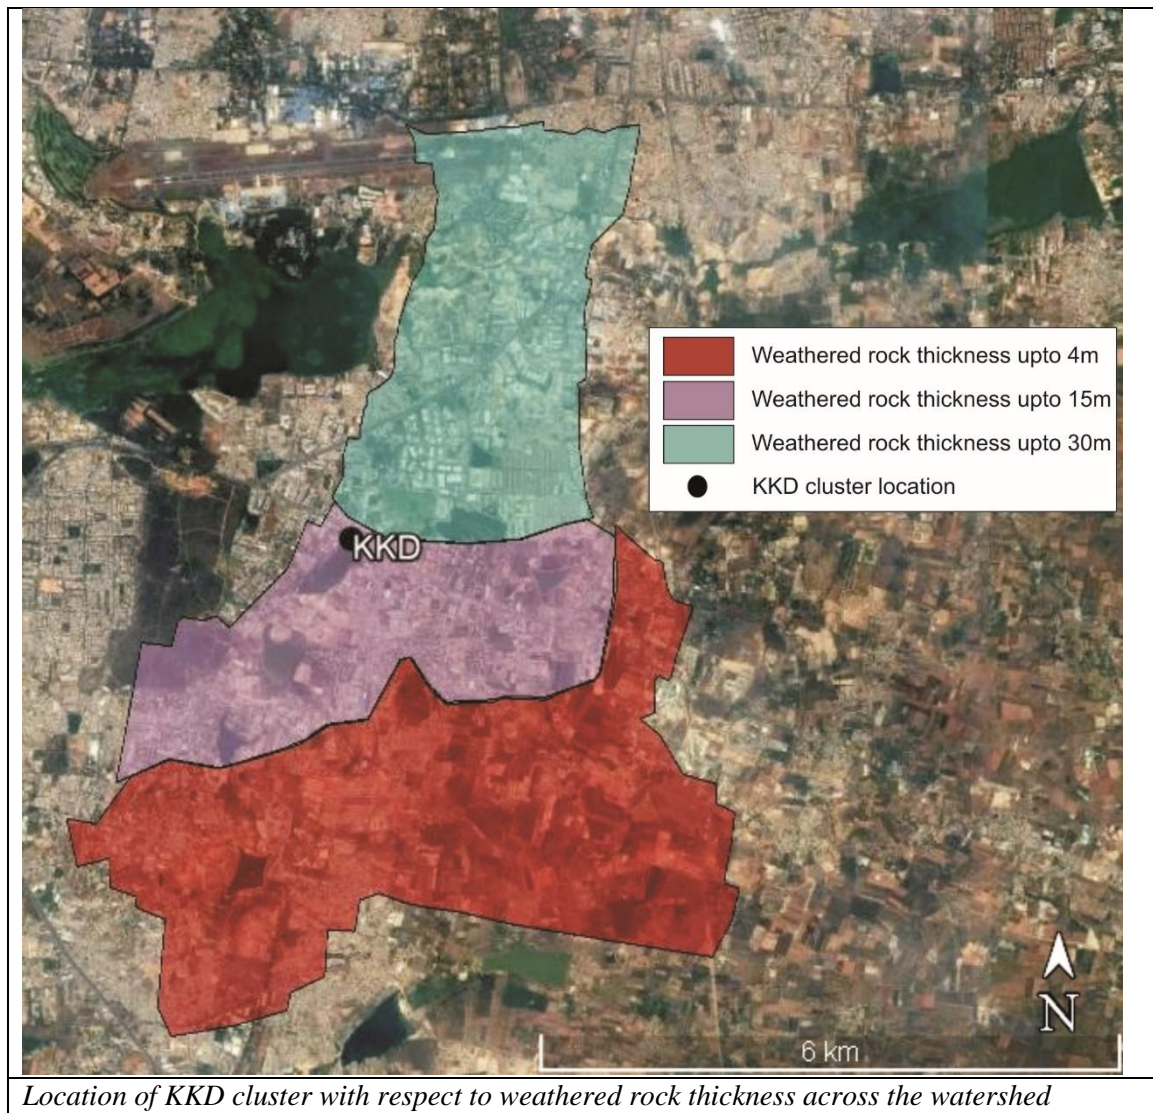 Weathered rock thickness upto 4m
Weathered rock thickness upto 15m
Weathered rock thickness upto 30m
KKD cluster location
KKD
N
6 km
Location of KKD cluster with respect to weathered rock thickness across the watershed